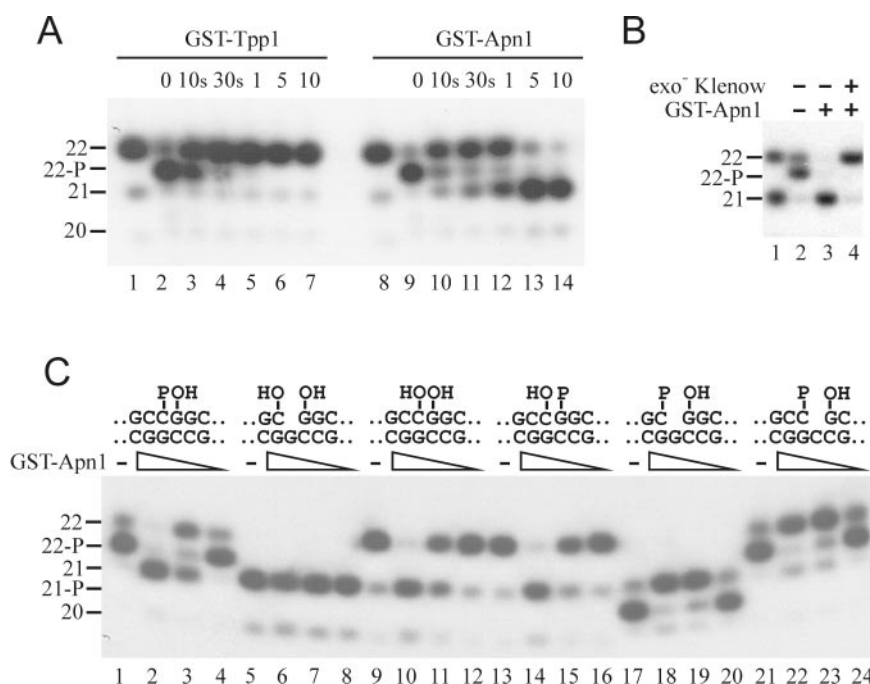 A
GST-Tpp1 GST-Apn1
0 10s 30s 1 5 10 0 10s 30s 1 5 10
22
22-P
21
20
1 2 3 4 5 6 7 8 9 10 11 12 13 14
B
exo⁻ Klenow − − +
GST-Apn1 − + +
22
22-P
21
1 2 3 4
C
POH HO OH HOOH HO P P OH P OH
..GCCGGC.. ..GC GGC.. ..GCCGGC.. ..GCCGGC.. ..GC GGC.. ..GCC GC..
..CGGCCG.. ..CGGCCG.. ..CGGCCG.. ..CGGCCG.. ..CGGCCG.. ..CGGCCG..
GST-Apn1 − − − − − −
22
22-P
21
21-P
20
1 2 3 4 5 6 7 8 9 10 11 12 13 14 15 16 17 18 19 20 21 22 23 24